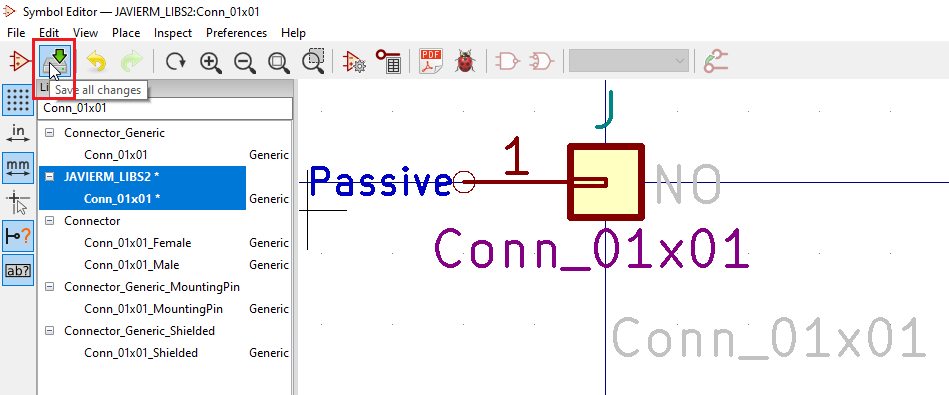 Symbol Editor — JAVIERM_LIBS2:Conn_01x01
File Edit View Place Inspect Preferences Help
PDF
Save all changes
Li
Conn_01x01
in
mm
?
ab?
Connector_Generic
Conn_01x01 Generic
JAVIERM_LIBS2 *
Conn_01x01 * Generic
Connector
Conn_01x01_Female Generic
Conn_01x01_Male Generic
Connector_Generic_MountingPin
Conn_01x01_MountingPin Generic
Connector_Generic_Shielded
Conn_01x01_Shielded Generic
J
1
Passive
NO
Conn_01x01
Conn_01x01